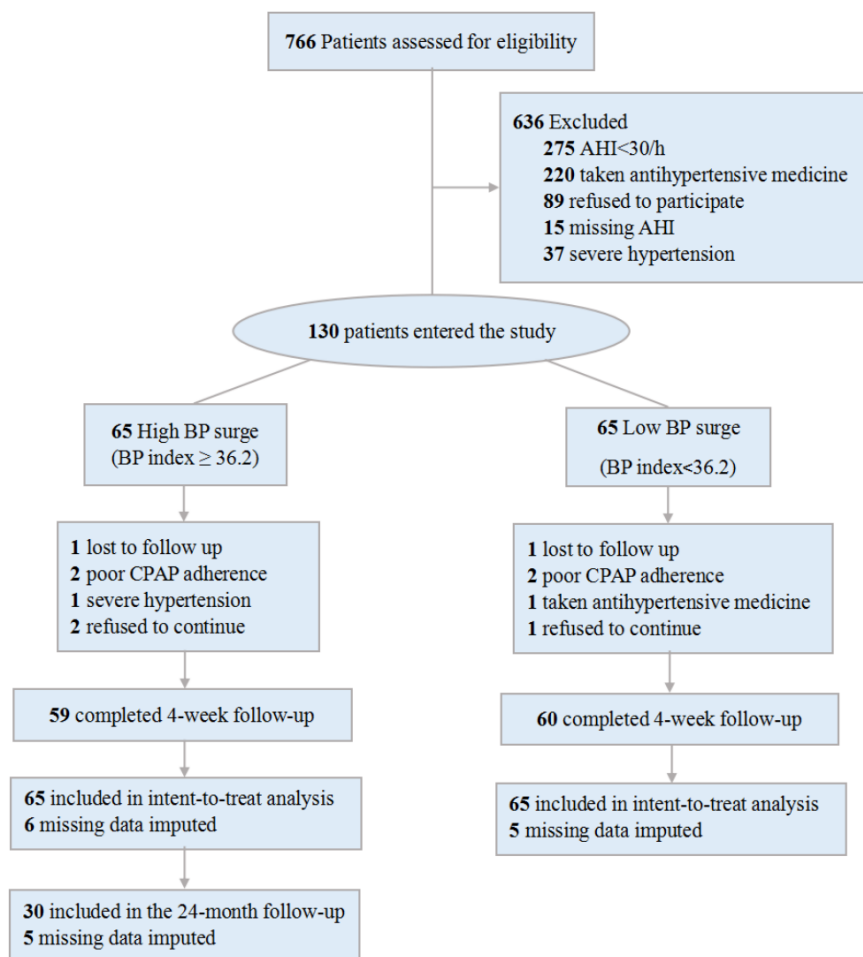 766 Patients assessed for eligibility
636 Excluded
275 AHI<30/h
220 taken antihypertensive medicine
89 refused to participate
15 missing AHI
37 severe hypertension
130 patients entered the study
65 High BP surge
(BP index ≥ 36.2)
65 Low BP surge
(BP index<36.2)
1 lost to follow up
2 poor CPAP adherence
1 severe hypertension
2 refused to continue
1 lost to follow up
2 poor CPAP adherence
1 taken antihypertensive medicine
1 refused to continue
59 completed 4-week follow-up
60 completed 4-week follow-up
65 included in intent-to-treat analysis
6 missing data imputed
65 included in intent-to-treat analysis
5 missing data imputed
30 included in the 24-month follow-up
5 missing data imputed